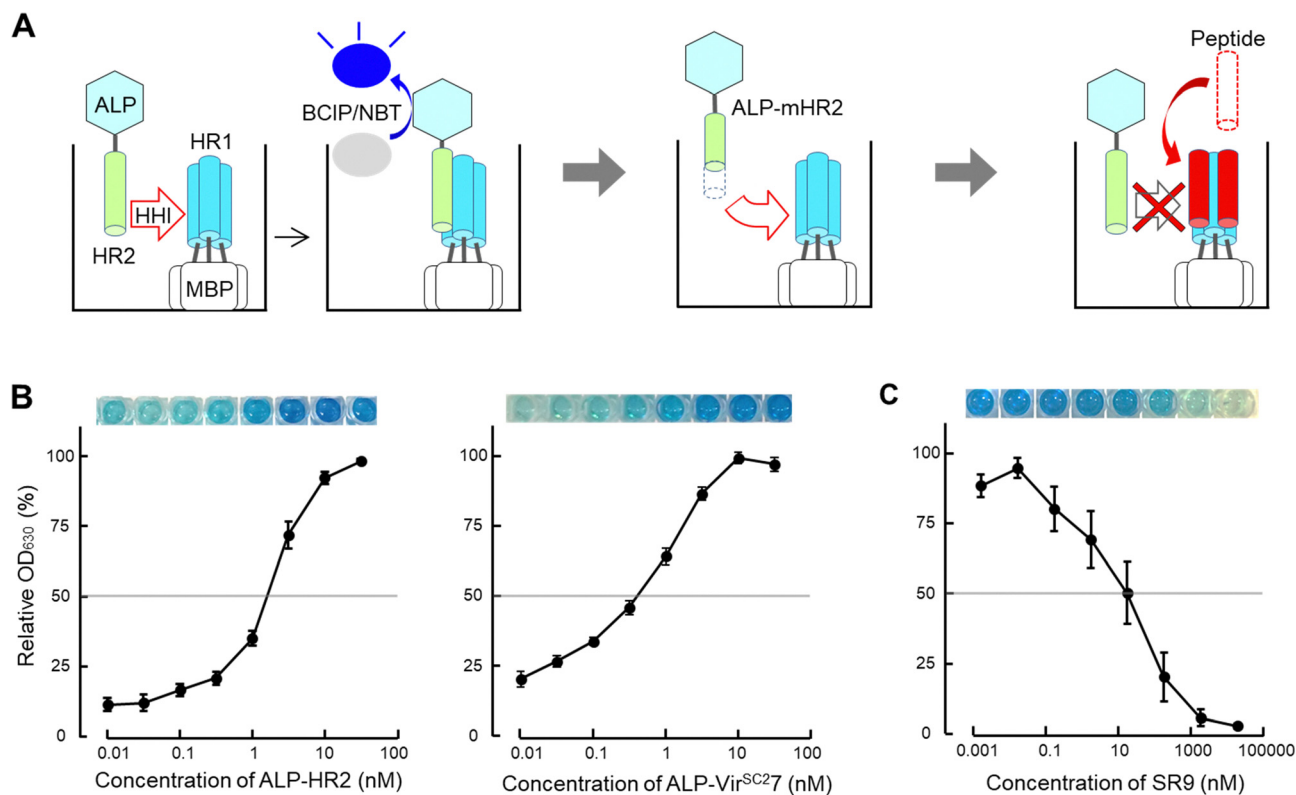 A
ALP
HR2
HHI
HR1
MBP
BCIP/NBT
ALP-mHR2
Peptide
B
Relative OD630 (%)
100
75
50
25
0
0.01
0.1
1
10
100
Concentration of ALP-HR2 (nM)
100
75
50
25
0
0.01
0.1
1
10
100
Concentration of ALP-VirSC27 (nM)
C
100
75
50
25
0
0.001
0.1
10
1000
100000
Concentration of SR9 (nM)